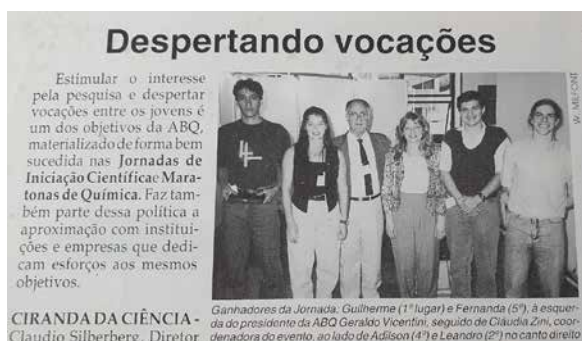 Despertando vocações
Estimular o interesse
pela pesquisa e despertar
vocações entre os jovens é
um dos objetivos da ABQ,
materializado de forma bem
sucedida nas Jornadas de
Iniciação Científica e Mara-
tonas de Química. Faz tam-
bém parte dessa política a
aproximação com institui-
ções e empresas que dedi-
cam esforços aos mesmos
objetivos.
CIRANDA DA CIÊNCIA -
Claudio Silberberg, Diretor
W. MILFONT
Ganhadores da Jornada: Guilherme (1º lugar) e Fernanda (5º), à esquer-
da do presidente da ABQ Geraldo Vicentini, seguido de Cláudia Zini, coor-
denadora do evento, ao lado de Adilson (4º) e Leandro (2º) no canto direito